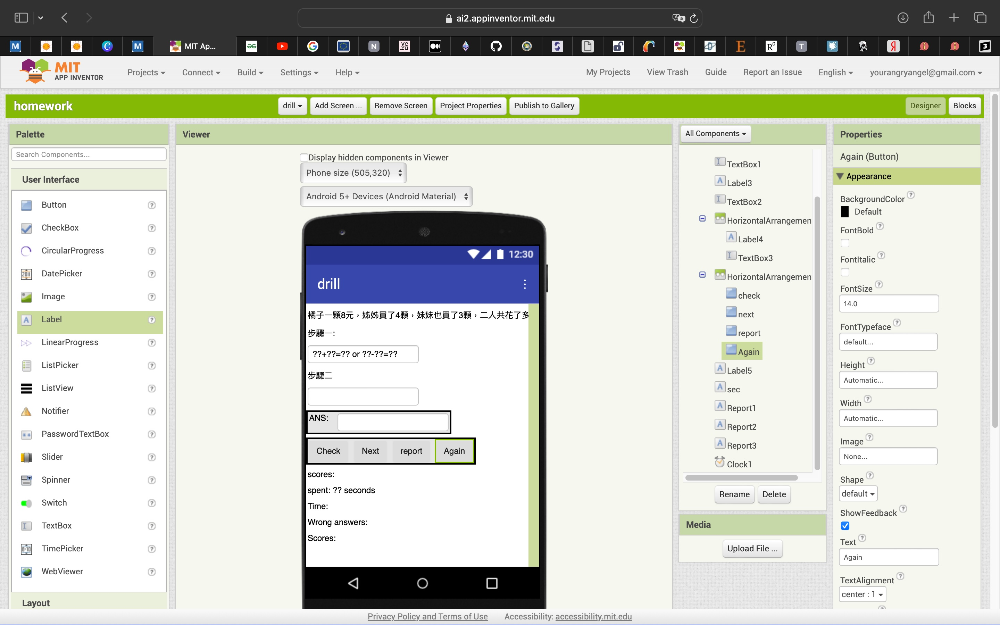 ai2.appinventor.mit.edu
MIT Ap...
MIT
APP INVENTOR
Projects
Connect
Build
Settings
Help
My Projects
View Trash
Guide
Report an Issue
English
yourangryangel@gmail.com
homework
drill
Add Screen ...
Remove Screen
Project Properties
Publish to Gallery
Designer
Blocks
Palette
Search Components...
User Interface
Button
CheckBox
CircularProgress
DatePicker
Image
Label
LinearProgress
ListPicker
ListView
Notifier
PasswordTextBox
Slider
Spinner
Switch
TextBox
TimePicker
WebViewer
Layout
Viewer
Display hidden components in Viewer
Phone size (505,320)
Android 5+ Devices (Android Material)
12:30
drill
橘子一顆8元，姊姊買了4顆，妹妹也買了3顆，二人共花了多
步驟一:
??+??=?? or ??-??=??
步驟二
ANS:
Check
Next
report
Again
scores:
spent: ?? seconds
Time:
Wrong answers:
Scores:
All Components
TextBox1
Label3
TextBox2
HorizontalArrangemen
Label4
TextBox3
HorizontalArrangemen
check
next
report
Again
Label5
sec
Report1
Report2
Report3
Clock1
Rename
Delete
Media
Upload File ...
Properties
Again (Button)
Appearance
BackgroundColor
Default
FontBold
FontItalic
FontSize
14.0
FontTypeface
default...
Height
Automatic...
Width
Automatic...
Image
None...
Shape
default
ShowFeedback
Text
Again
TextAlignment
center : 1
Privacy Policy and Terms of Use
Accessibility: accessibility.mit.edu